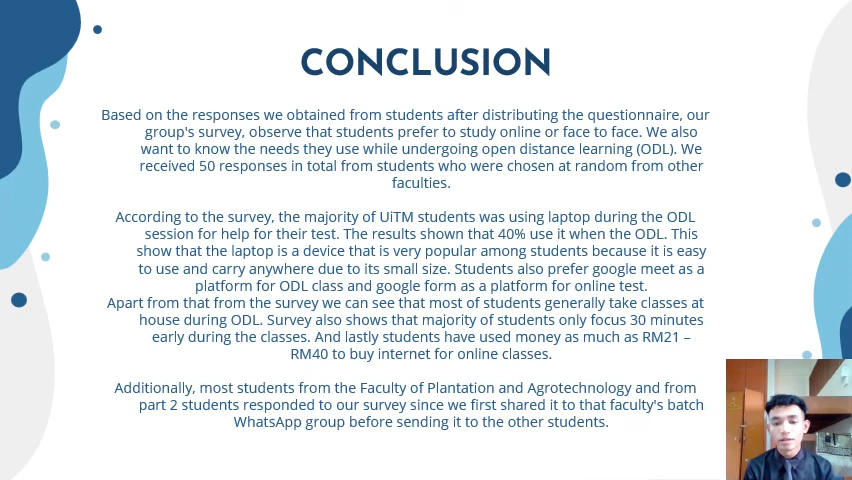 CONCLUSION
Based on the responses we obtained from students after distributing the questionnaire, our
group's survey, observe that students prefer to study online or face to face. We also
want to know the needs they use while undergoing open distance learning (ODL). We
received 50 responses in total from students who were chosen at random from other
faculties.
According to the survey, the majority of UiTM students was using laptop during the ODL
session for help for their test. The results shown that 40% use it when the ODL. This
show that the laptop is a device that is very popular among students because it is easy
to use and carry anywhere due to its small size. Students also prefer google meet as a
platform for ODL class and google form as a platform for online test.
Apart from that from the survey we can see that most of students generally take classes at
house during ODL. Survey also shows that majority of students only focus 30 minutes
early during the classes. And lastly students have used money as much as RM21 –
RM40 to buy internet for online classes.
Additionally, most students from the Faculty of Plantation and Agrotechnology and from
part 2 students responded to our survey since we first shared it to that faculty's batch
WhatsApp group before sending it to the other students.